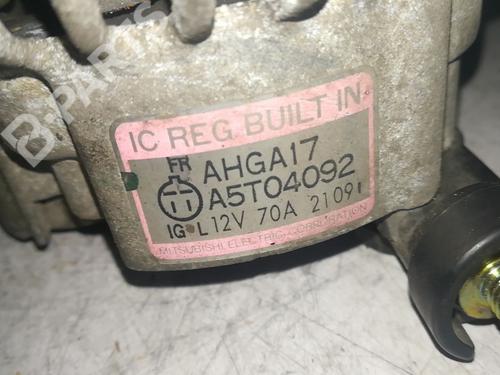 B-PARTS
IC REG BUILT IN
FR AHGA17
A5T04092
IG L 12V 70A 2109
MITSUBISHI ELECTRIC CORPORATION